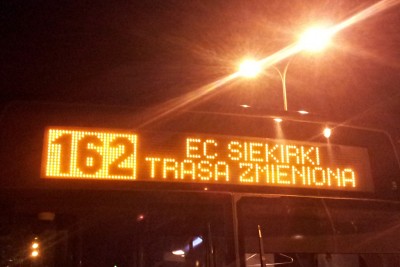 162
EC SIEKIRKI
TRASA ZMIENIONA